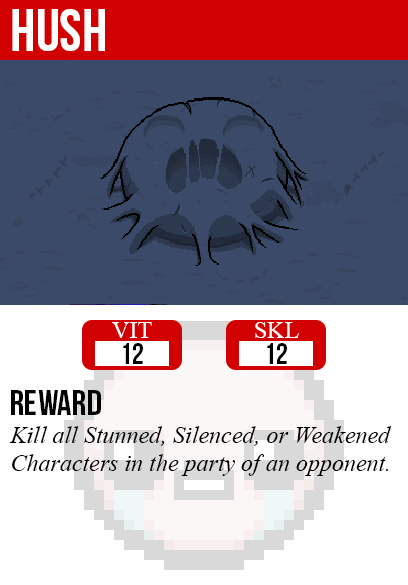 HUSH
VIT
12
SKL
12
REWARD
Kill all Stunned, Silenced, or Weakened
Characters in the party of an opponent.